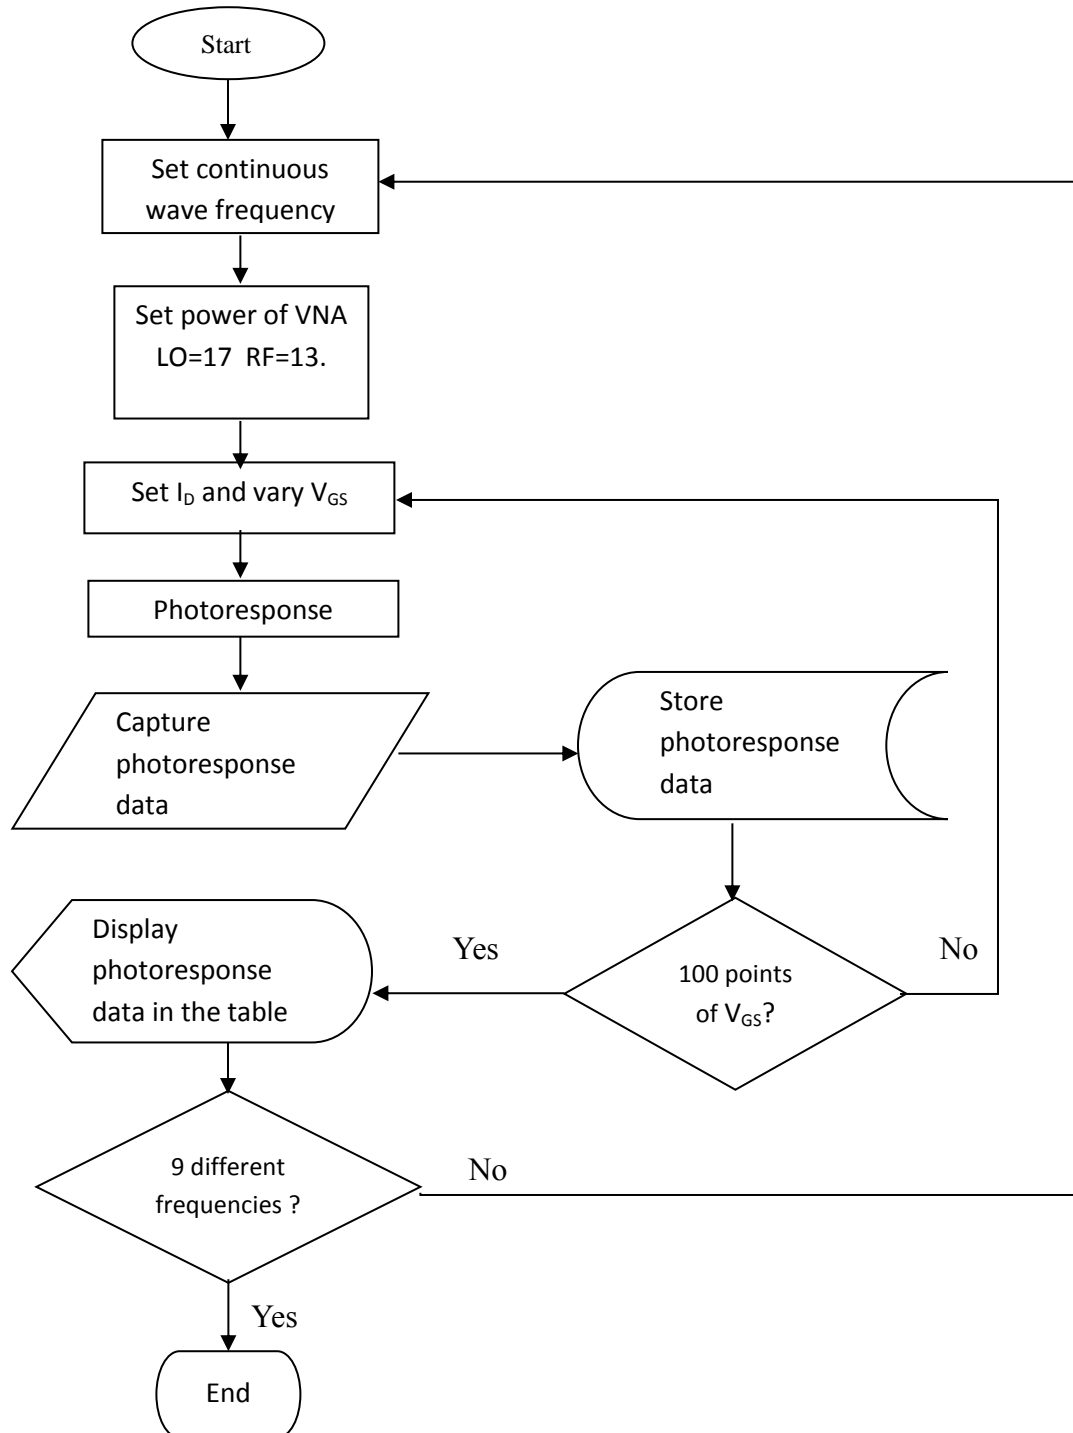 Start
Set continuous
wave frequency
Set power of VNA
LO=17 RF=13.
Set I_D and vary V_GS
Photoresponse
Capture
photoresponse
data
Store
photoresponse
data
100 points
of V_GS?
Yes
No
Display
photoresponse
data in the table
9 different
frequencies ?
No
Yes
End